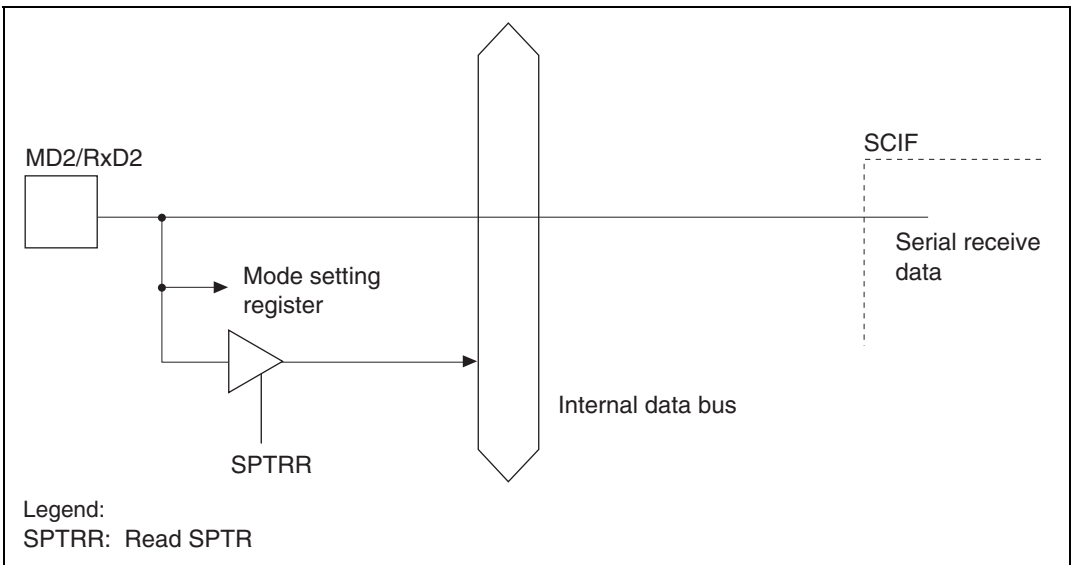 MD2/RxD2
SCIF
Serial receive
data
Mode setting
register
Internal data bus
SPTRR
Legend:
SPTRR: Read SPTR